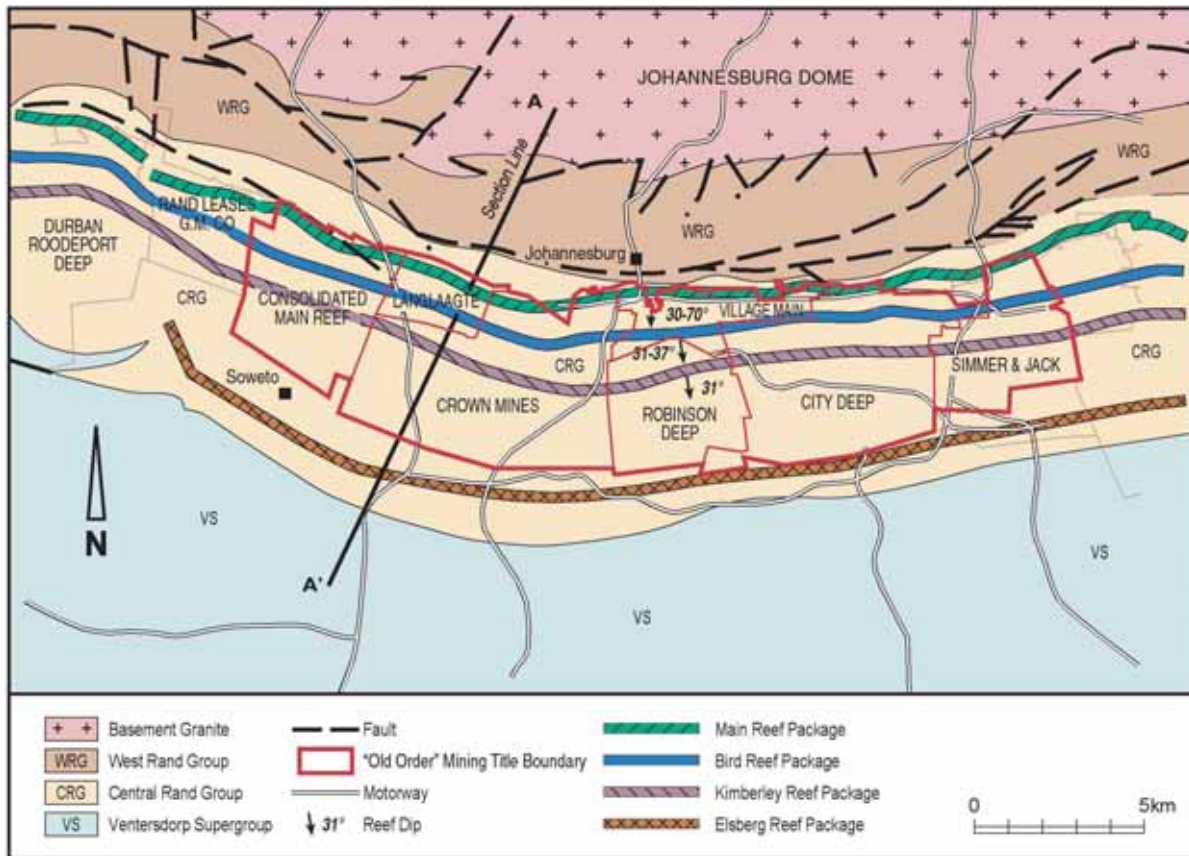 JOHANNESBURG DOME
A
WRG
WRG
Section Line
RAND LEASES
G.M. CO
DURBAN
ROODEPORT
DEEP
Johannesburg
WRG
CRG
CONSOLIDATED
MAIN REEF
LANGLAAGTE
30-70°
VILLAGE MAIN
31-37°
CRG
CRG
Soweto
31°
SIMMER & JACK
CROWN MINES
ROBINSON
DEEP
CITY DEEP
N
VS
VS
A'
VS
Basement Granite
WRG West Rand Group
CRG Central Rand Group
VS Ventersdorp Supergroup
Fault
"Old Order" Mining Title Boundary
Motorway
31° Reef Dip
Main Reef Package
Bird Reef Package
Kimberley Reef Package
Elsberg Reef Package
0 5km